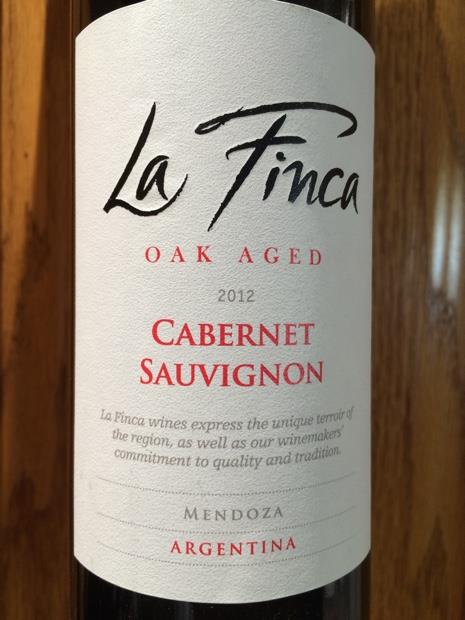 La Finca
OAK AGED
2012
CABERNET
SAUVIGNON
La Finca wines express the unique terroir of
the region, as well as our winemakers'
commitment to quality and tradition.
MENDOZA
ARGENTINA